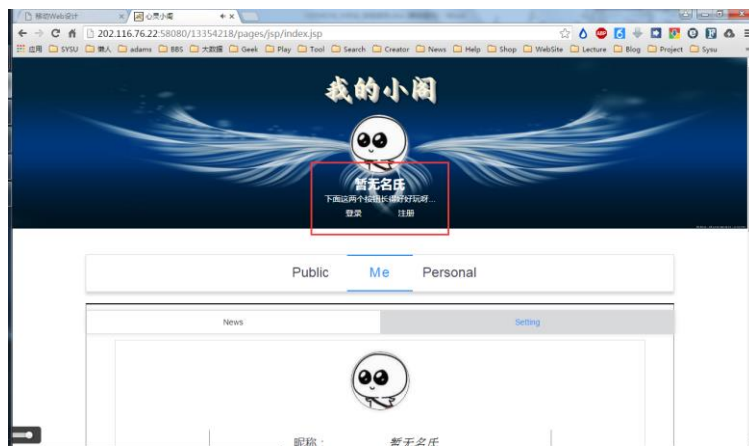 移动Web设计
心灵小阁
202.116.76.22:58080/13354218/pages/jsp/index.jsp
应用 SYSU 懒人 adams BBS 大数据 Geek Play Tool Search Creator News Help Shop WebSite Lecture Blog Project Sysu
我的小阁
暂无名氏
下面这两个按钮长得好好玩呀...
登录 注册
Public Me Personal
News Setting
昵称： 暂无名氏